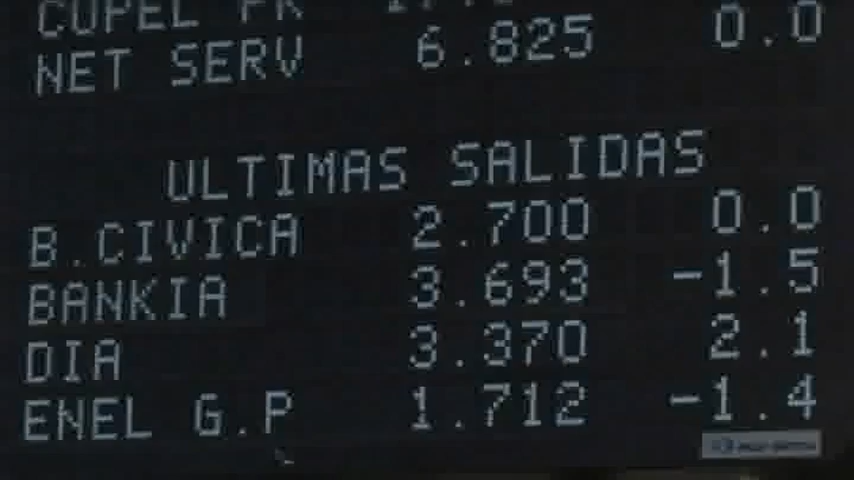 NET SERV 6.825 0.0
ULTIMAS SALIDAS
B.CIVICA 2.700 0.0
BANKIA 3.693 -1.5
DIA 3.370 2.1
ENEL G.P 1.712 -1.4